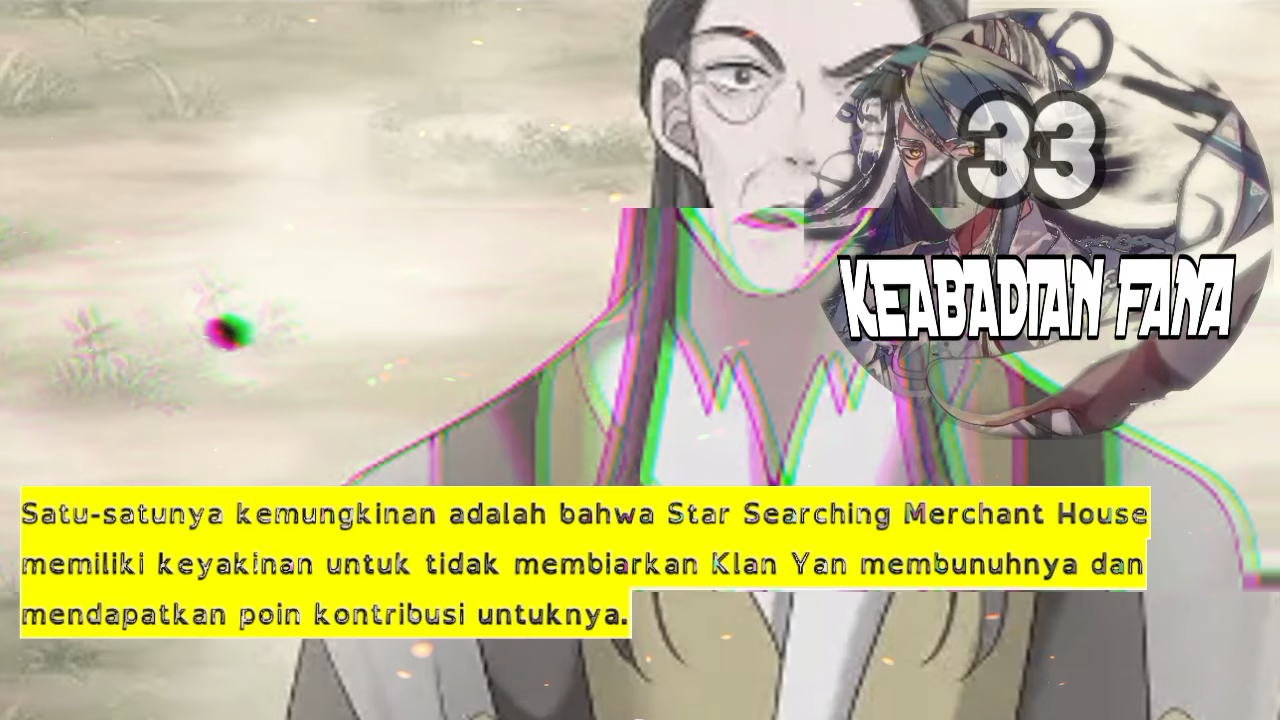 33
KEABADIAN FANA
Satu-satunya kemungkinan adalah bahwa Star Searching Merchant House
memiliki keyakinan untuk tidak membiarkan Klan Yan membunuhnya dan
mendapatkan poin kontribusi untuknya.